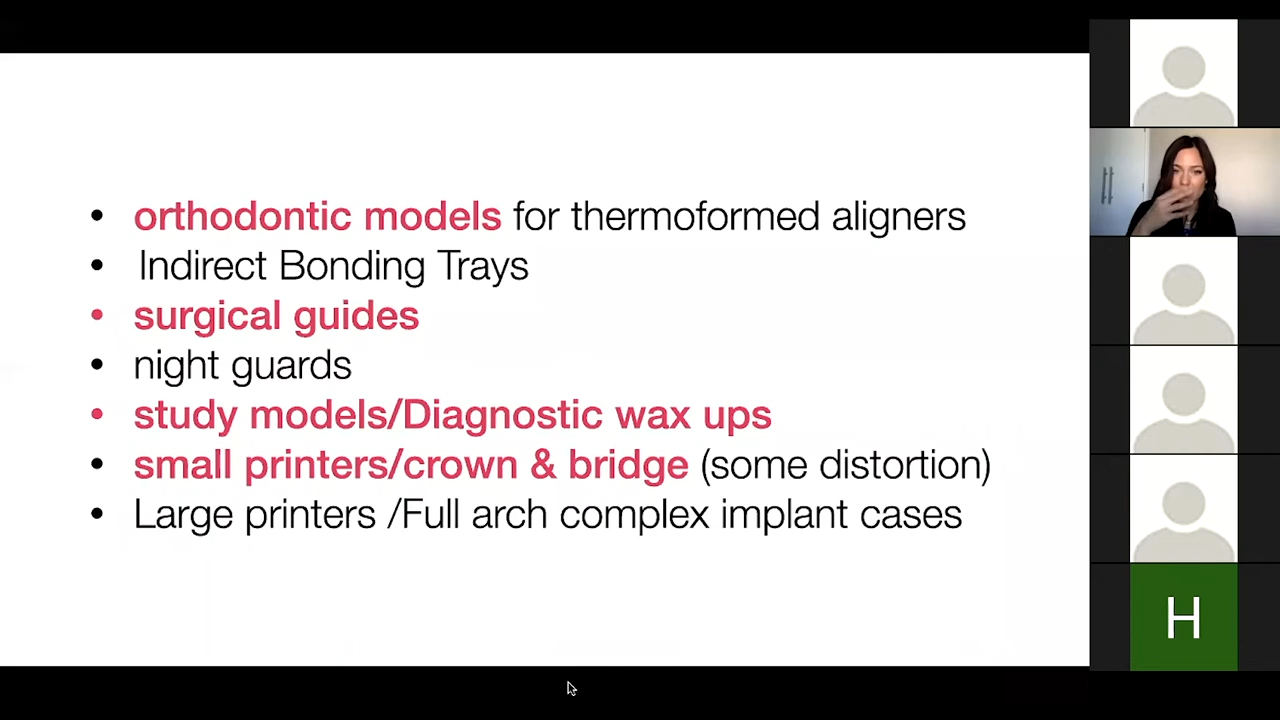 • orthodontic models for thermoformed aligners
• Indirect Bonding Trays
• surgical guides
• night guards
• study models/Diagnostic wax ups
• small printers/crown & bridge (some distortion)
• Large printers /Full arch complex implant cases
H